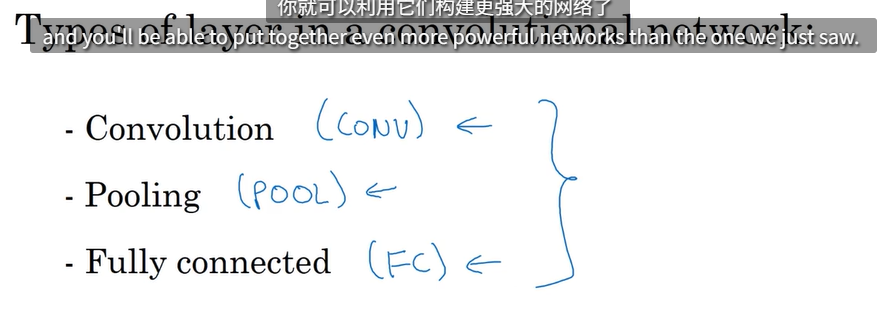 你就可以利用它们构建更强大的网络了
Types of layer in a convolutional network:
and you'll be able to put together even more powerful networks than the one we just saw.
- Convolution (CONV) ←
- Pooling (POOL) ←
- Fully connected (FC) ←